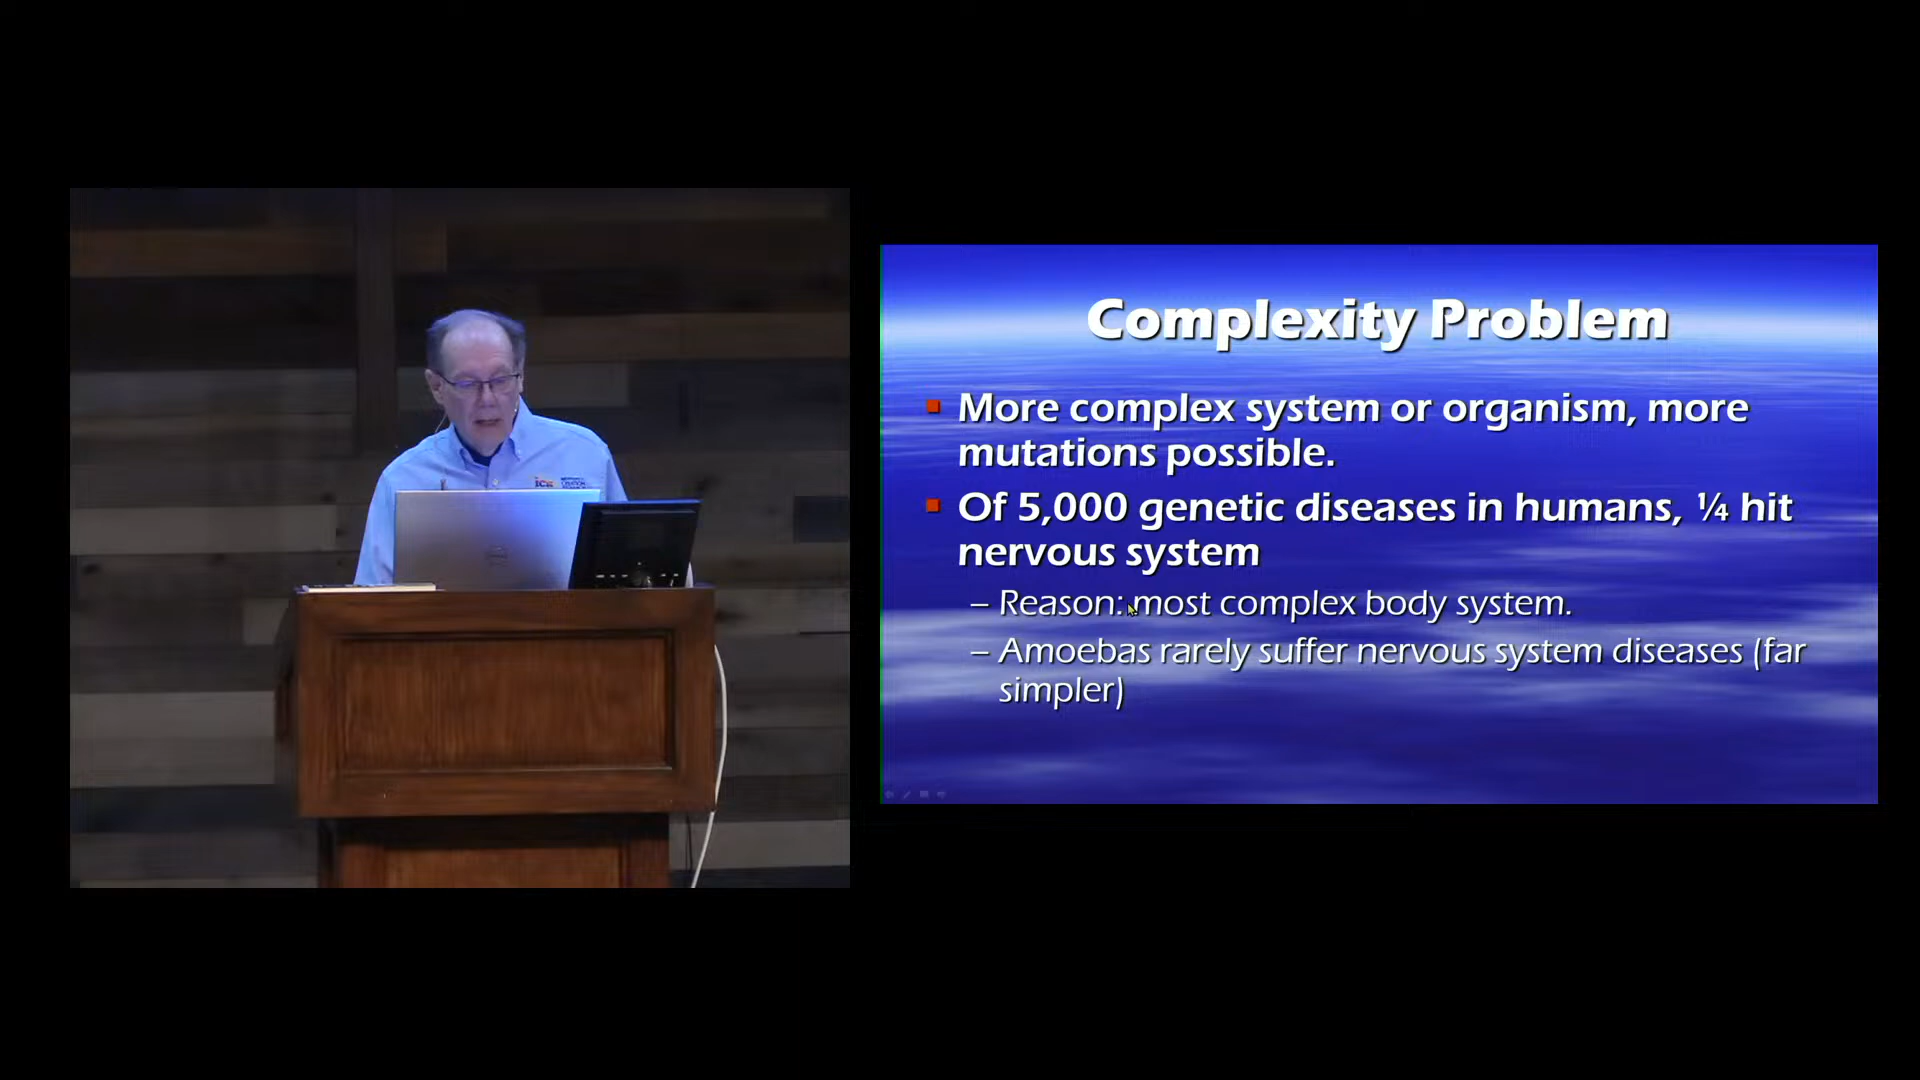 Complexity Problem
More complex system or organism, more
mutations possible.
Of 5,000 genetic diseases in humans, ¼ hit
nervous system
– Reason: most complex body system.
– Amoebas rarely suffer nervous system diseases (far
simpler)